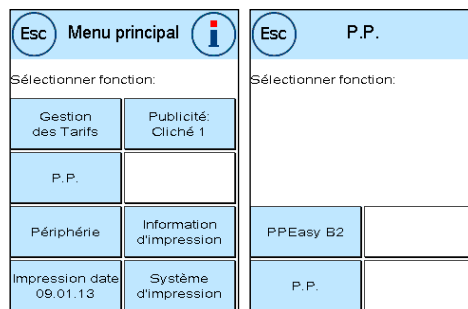 Esc
Menu principal
i
Sélectionner fonction:
Gestion
des Tarifs
Publicité:
Cliché 1
P.P.
Périphérie
Information
d'impression
Impression date
09.01.13
Système
d'impression
Esc
P.P.
Sélectionner fonction:
PPEasy B2
P.P.